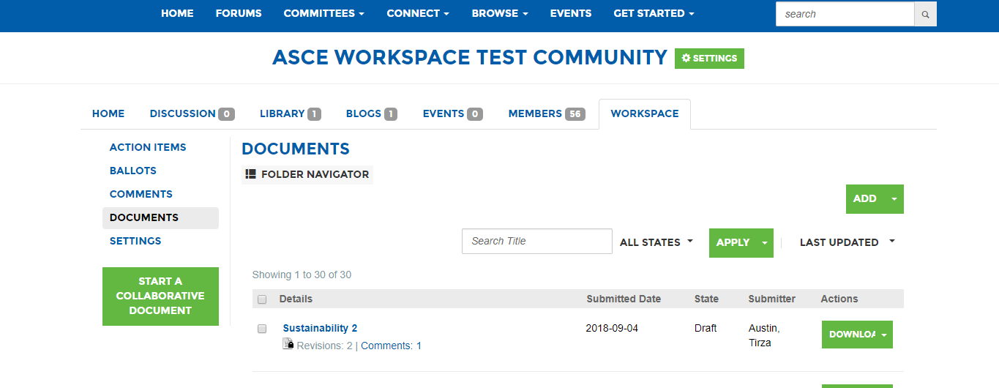 HOME FORUMS COMMITTEES CONNECT BROWSE EVENTS GET STARTED search
ASCE WORKSPACE TEST COMMUNITY SETTINGS
HOME DISCUSSION 0 LIBRARY 1 BLOGS 1 EVENTS 0 MEMBERS 56 WORKSPACE
ACTION ITEMS
BALLOTS
COMMENTS
DOCUMENTS
SETTINGS
START A
COLLABORATIVE
DOCUMENT
DOCUMENTS
FOLDER NAVIGATOR
ADD
Search Title ALL STATES APPLY LAST UPDATED
Showing 1 to 30 of 30
Details Submitted Date State Submitter Actions
Sustainability 2 2018-09-04 Draft Austin, DOWNLOA
Revisions: 2 | Comments: 1 Tirza